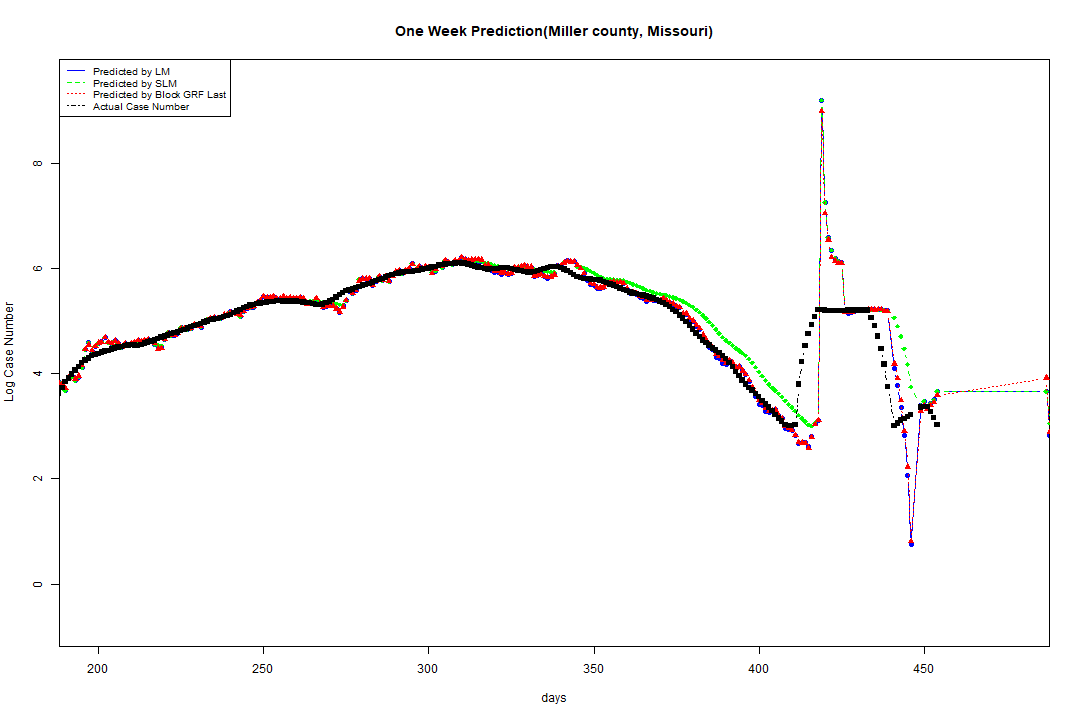 One Week Prediction(Miller county, Missouri)
Predicted by LM
Predicted by SLM
Predicted by Block GRF Last
Actual Case Number
Log Case Number
8
6
4
2
0
200 250 300 350 400 450
days